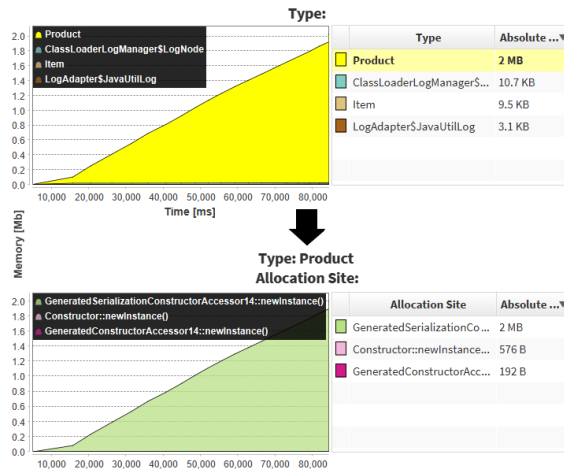 Type:
2.0
1.8
1.6
1.4
1.2
1.0
0.8
0.6
0.4
0.2
0.0
Product
ClassLoaderLogManager$LogNode
Item
LogAdapter$JavaUtilLog
10,000 20,000 30,000 40,000 50,000 60,000 70,000 80,000
Time [ms]
Type Absolute ...
Product 2 MB
ClassLoaderLogManager$... 10.7 KB
Item 9.5 KB
LogAdapter$JavaUtilLog 3.1 KB
Memory [Mb]
Type: Product
Allocation Site:
2.0
1.8
1.6
1.4
1.2
1.0
0.8
0.6
0.4
0.2
0.0
GeneratedSerializationConstructorAccessor14::newInstance()
Constructor::newInstance()
GeneratedConstructorAccessor14::newInstance()
10,000 20,000 30,000 40,000 50,000 60,000 70,000 80,000
Allocation Site Absolute ...
GeneratedSerializationCo... 2 MB
Constructor::newInstance... 576 B
GeneratedConstructorAcc... 192 B